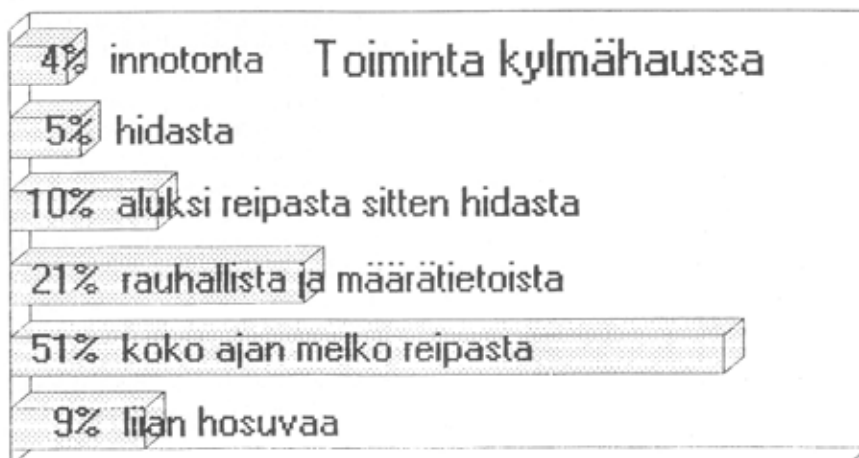 4% innotonta Toiminta kylmähaussa
5% hidasta
10% aluksi reipasta sitten hidasta
21% rauhallista ja määrätietoista
51% koko ajan melko reipasta
9% liian hosuvaa